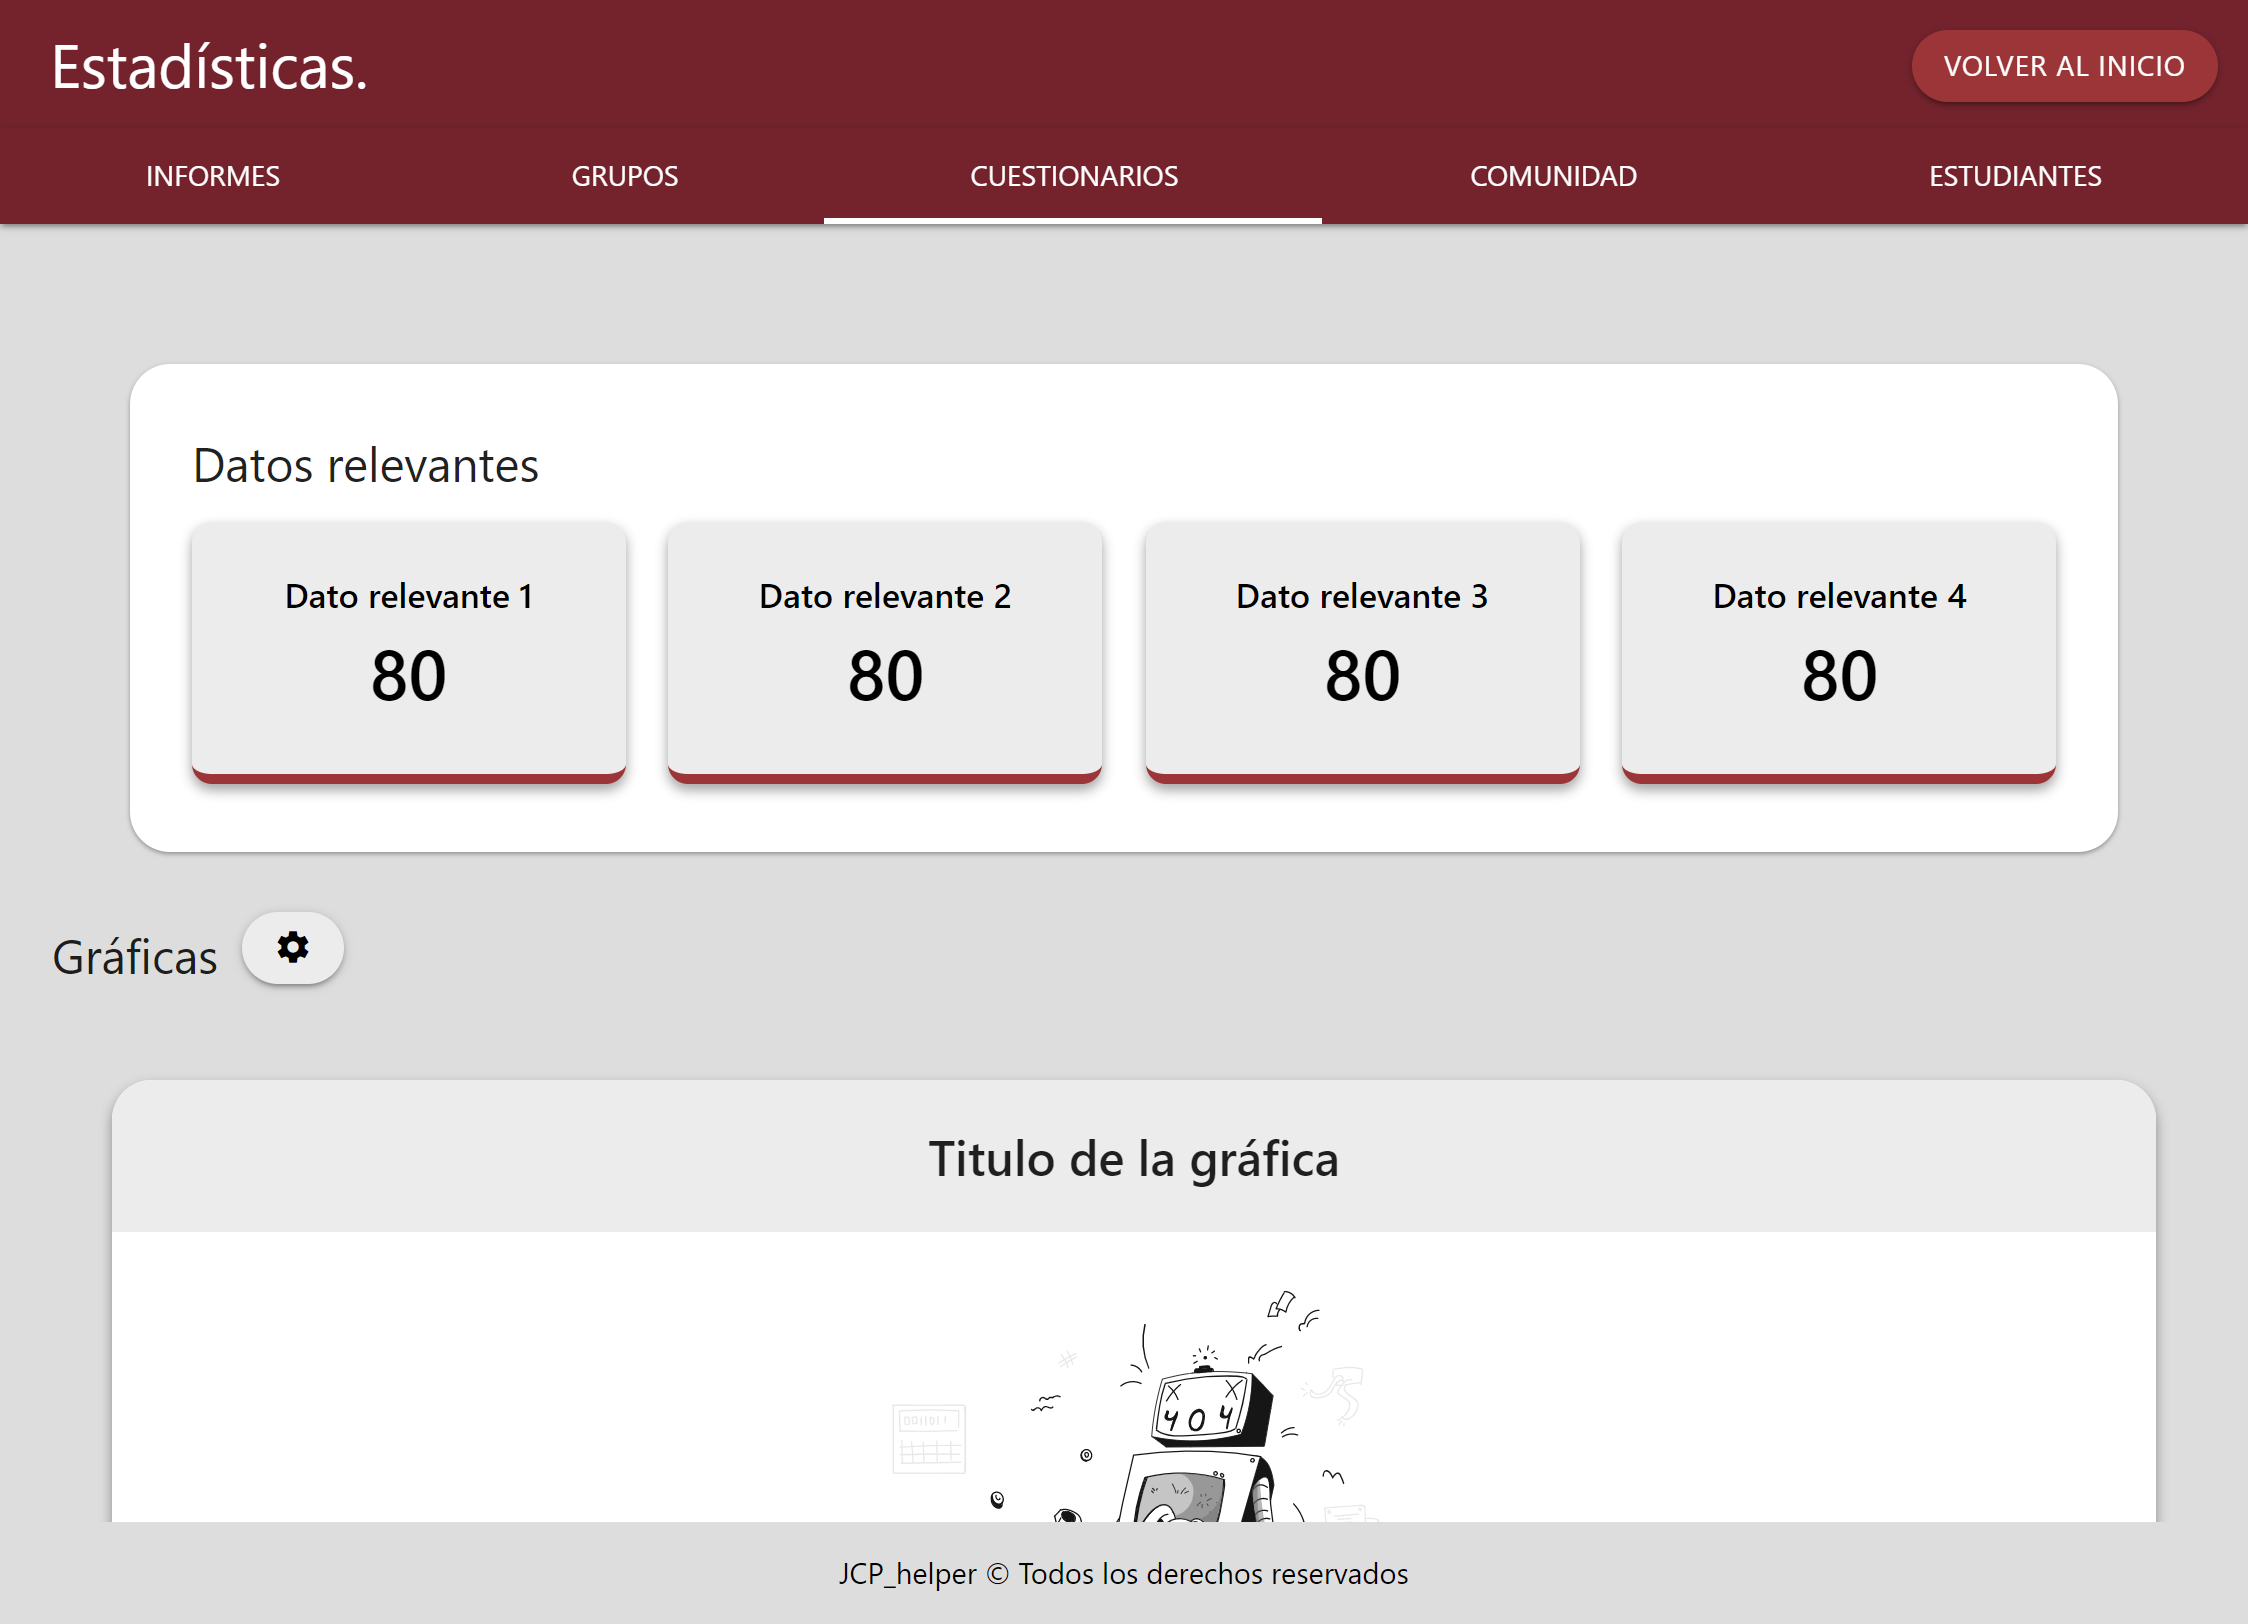 Estadísticas.
VOLVER AL INICIO
INFORMES
GRUPOS
CUESTIONARIOS
COMUNIDAD
ESTUDIANTES
Datos relevantes
Dato relevante 1
80
Dato relevante 2
80
Dato relevante 3
80
Dato relevante 4
80
Gráficas
Titulo de la gráfica
404
JCP_helper © Todos los derechos reservados